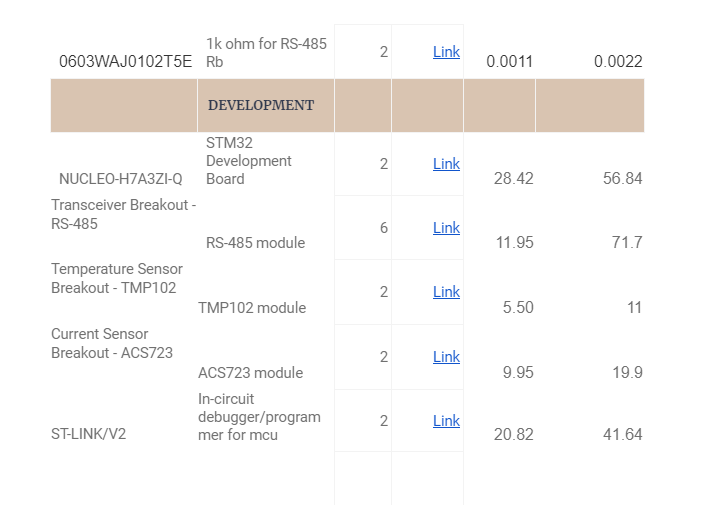 1k ohm for RS-485
0603WAJ0102T5E Rb 2 Link 0.0011 0.0022
DEVELOPMENT
STM32
Development
NUCLEO-H7A3ZI-Q Board 2 Link 28.42 56.84
Transceiver Breakout -
RS-485
RS-485 module 6 Link 11.95 71.7
Temperature Sensor
Breakout - TMP102
TMP102 module 2 Link 5.50 11
Current Sensor
Breakout - ACS723
ACS723 module 2 Link 9.95 19.9
In-circuit
debugger/program
ST-LINK/V2 mer for mcu 2 Link 20.82 41.64